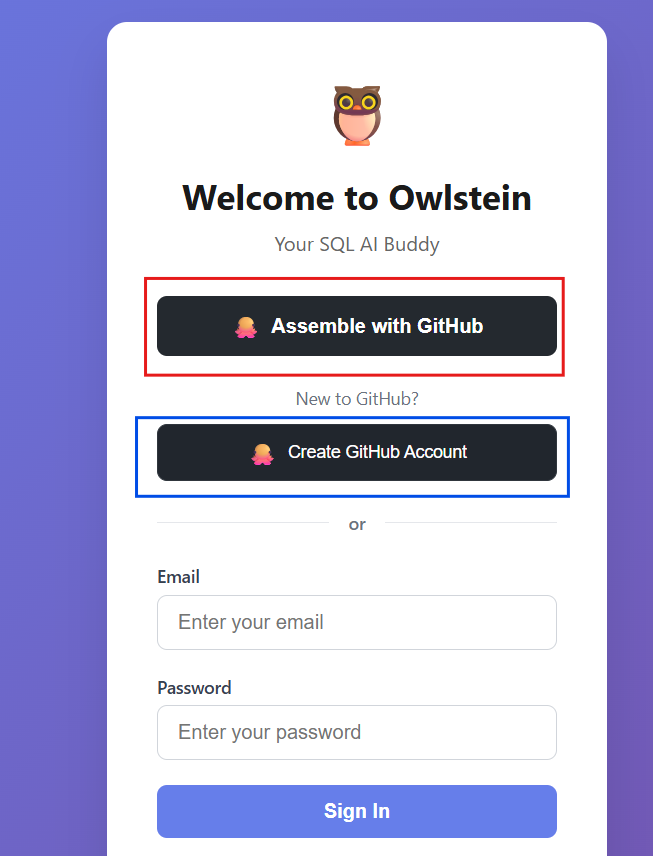 Welcome to Owlstein
Your SQL AI Buddy
Assemble with GitHub
New to GitHub?
Create GitHub Account
or
Email
Enter your email
Password
Enter your password
Sign In